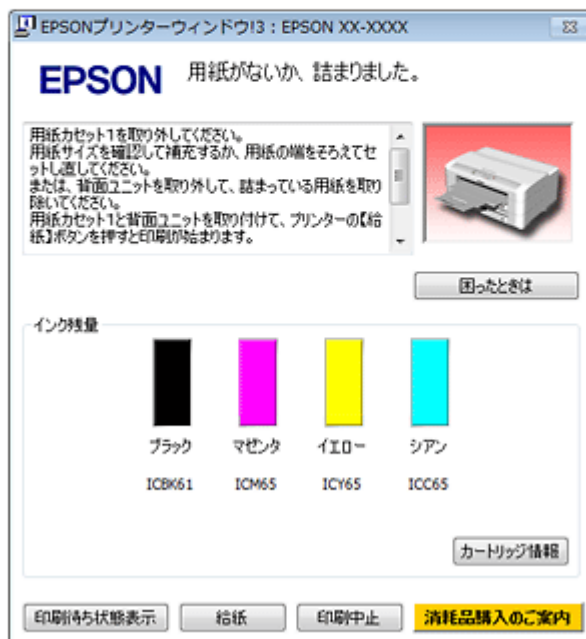 EPSONプリンターウィンドウ!3 : EPSON XX-XXXX
EPSON
用紙がないか、詰まりました。
用紙カセット1を取り外してください。
用紙サイズを確認して補充するか、用紙の端をそろえてセ
ットし直してください。
または、背面ユニットを取り外して、詰まっている用紙を取り
除いてください。
用紙カセット1と背面ユニットを取り付けて、プリンターの【給
紙】ボタンを押すと印刷が始まります。
困ったときは
インク残量
ブラック マゼンタ イエロー シアン
ICBK61 ICM65 ICY65 ICC65
カートリッジ情報
印刷待ち状態表示 給紙 印刷中止 消耗品購入のご案内